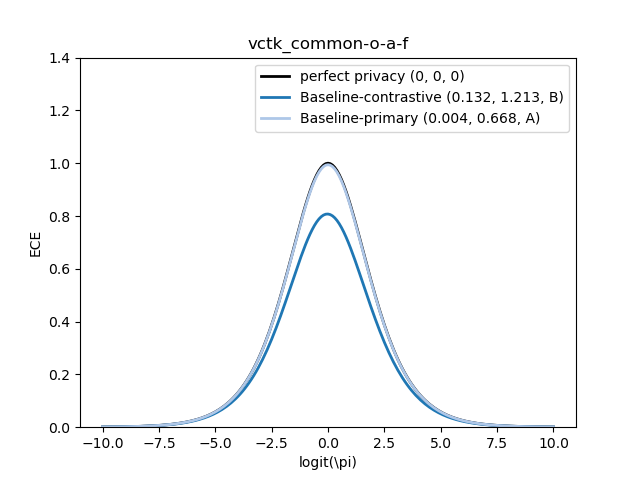 vctk_common-o-a-f
perfect privacy (0, 0, 0)
Baseline-contrastive (0.132, 1.213, B)
Baseline-primary (0.004, 0.668, A)
1.4
1.2
1.0
0.8
0.6
0.4
0.2
0.0
ECE
−10.0 −7.5 −5.0 −2.5 0.0 2.5 5.0 7.5 10.0
logit(\pi)